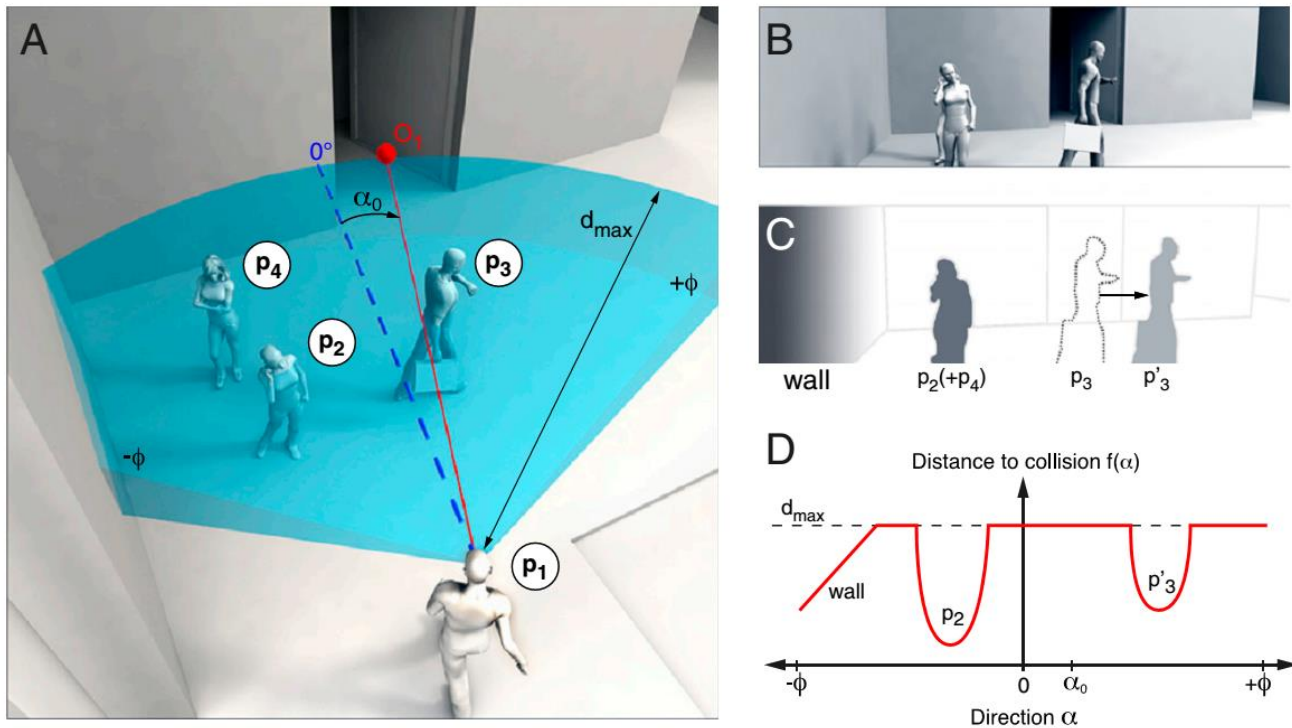 A
0°
O₁
α₀
dₘₐₓ
p₄
p₃
+ϕ
p₂
-ϕ
p₁
B
C
wall
p₂(+p₄)
p₃
p'₃
D
Distance to collision f(α)
dₘₐₓ
wall
p₂
p'₃
-ϕ
0
α₀
+ϕ
Direction α